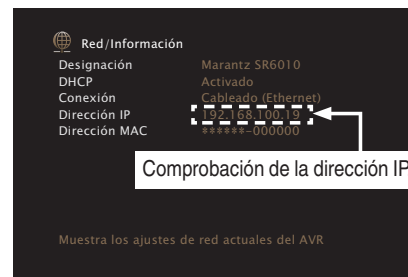 Red/Información
Designación Marantz SR6010
DHCP Activado
Conexión Cableado (Ethernet)
Dirección IP 192.168.100.19
Dirección MAC ******-000000
Comprobación de la dirección IP
Muestra los ajustes de red actuales del AVR